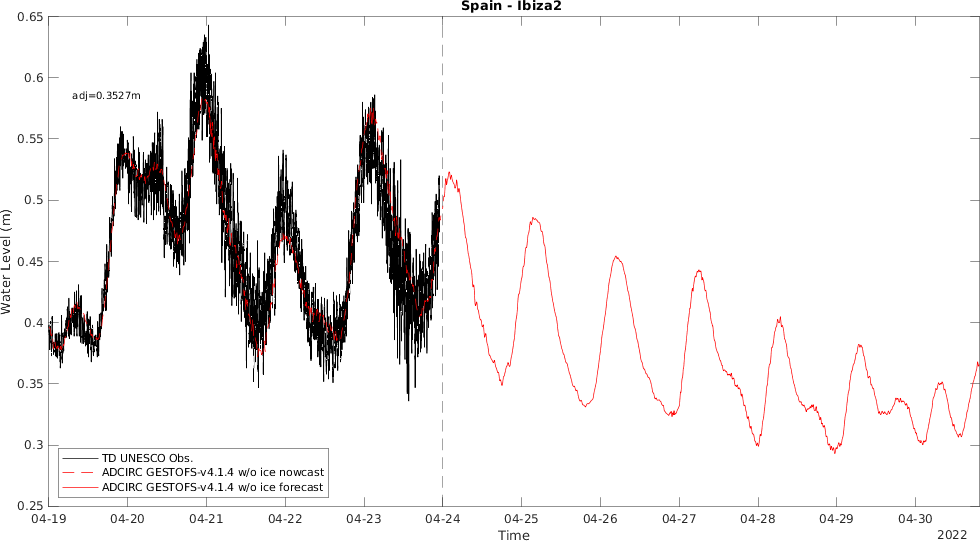 Spain - Ibiza2
0.65
0.6
0.55
0.5
0.45
0.4
0.35
0.3
0.25
Water Level (m)
adj=0.3527m
TD UNESCO Obs.
ADCIRC GESTOFS-v4.1.4 w/o ice nowcast
ADCIRC GESTOFS-v4.1.4 w/o ice forecast
04-19 04-20 04-21 04-22 04-23 04-24 04-25 04-26 04-27 04-28 04-29 04-30
Time
2022